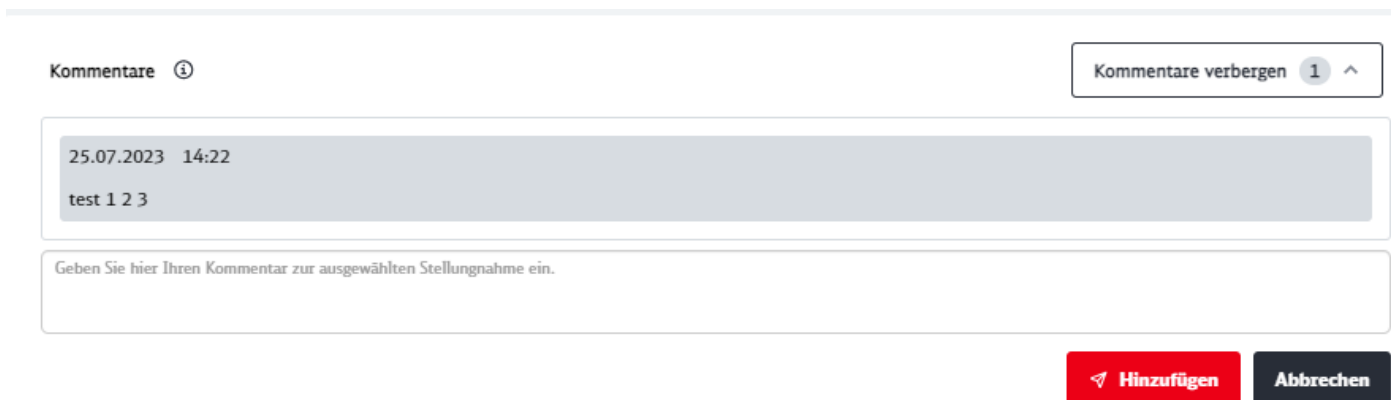 Kommentare
Kommentare verbergen 1
25.07.2023 14:22
test 1 2 3
Geben Sie hier Ihren Kommentar zur ausgewählten Stellungnahme ein.
Hinzufügen
Abbrechen